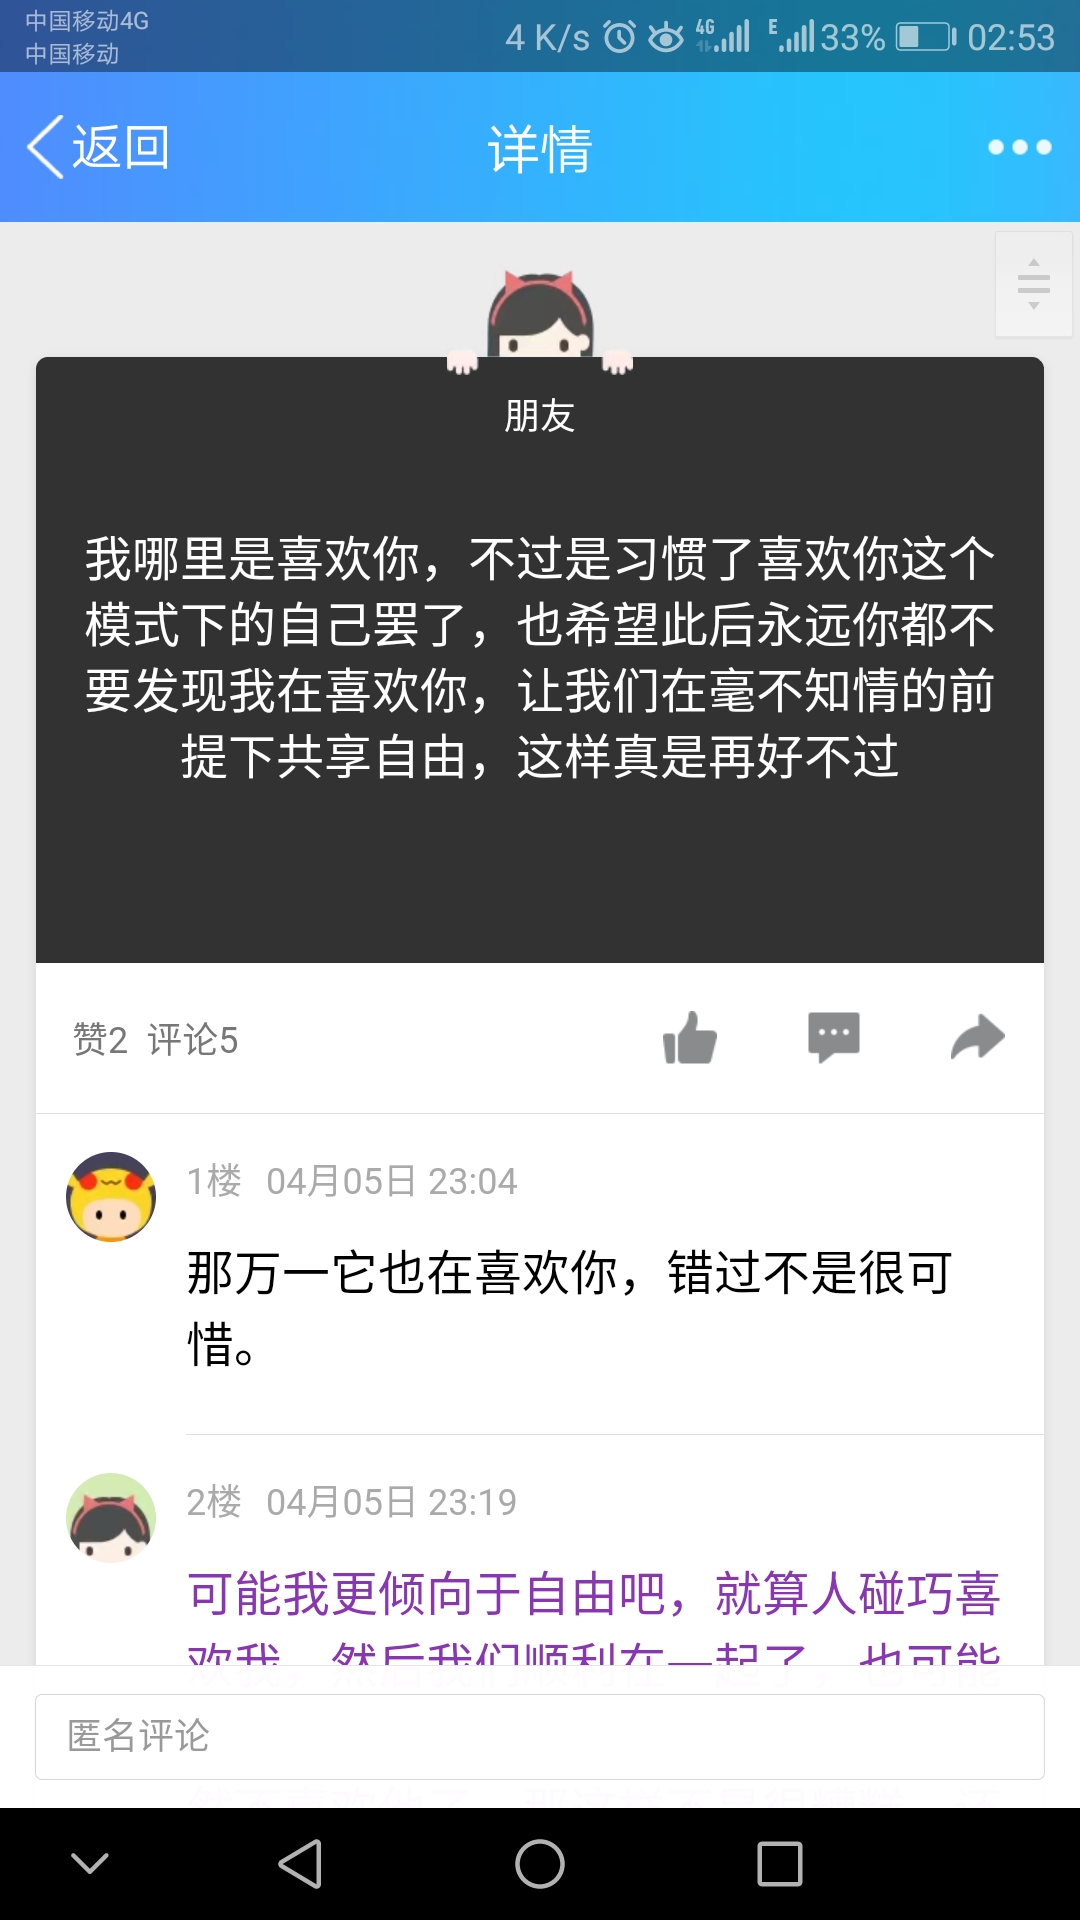 中国移动4G
中国移动
4 K/s 4G E 33% 02:53
返回
详情
朋友
我哪里是喜欢你，不过是习惯了喜欢你这个
模式下的自己罢了，也希望此后永远你都不
要发现我在喜欢你，让我们在毫不知情的前
提下共享自由，这样真是再好不过
赞2 评论5
1楼 04月05日 23:04
那万一它也在喜欢你，错过不是很可
惜。
2楼 04月05日 23:19
可能我更倾向于自由吧，就算人碰巧喜
欢我，然后我们顺利在一起了，也可能
匿名评论